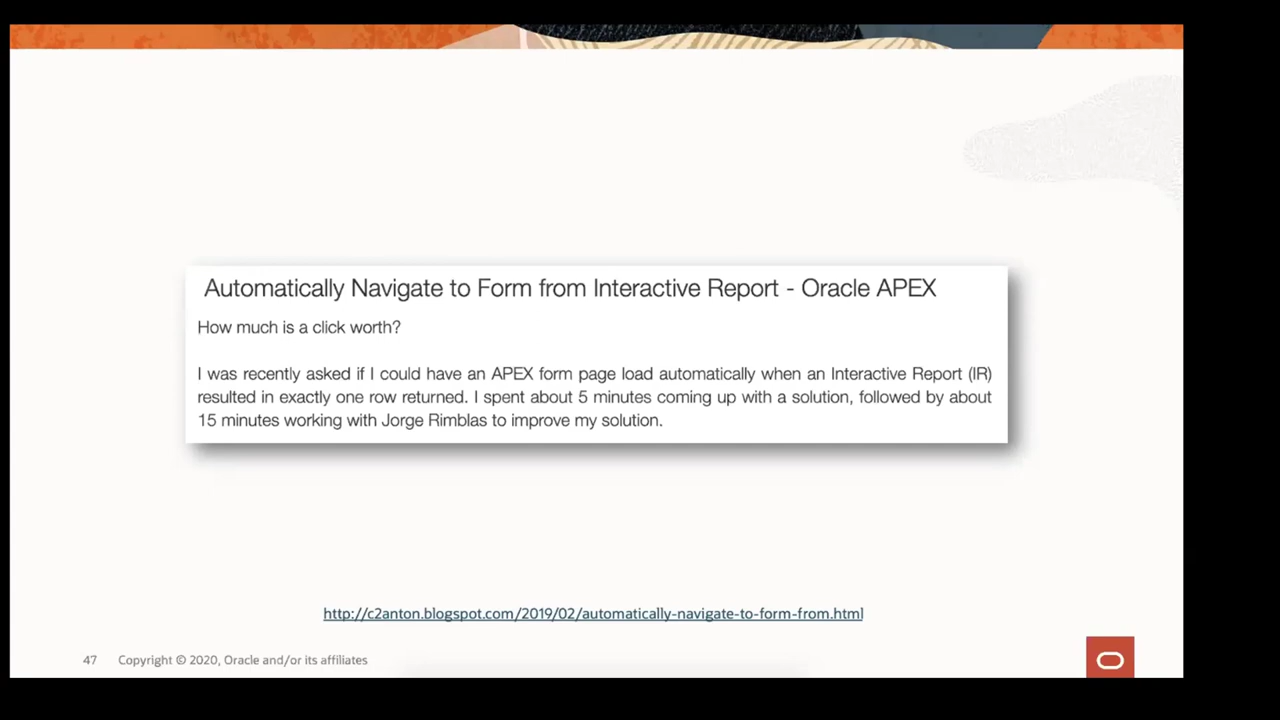 Automatically Navigate to Form from Interactive Report - Oracle APEX
How much is a click worth?
I was recently asked if I could have an APEX form page load automatically when an Interactive Report (IR)
resulted in exactly one row returned. I spent about 5 minutes coming up with a solution, followed by about
15 minutes working with Jorge Rimblas to improve my solution.
http://c2anton.blogspot.com/2019/02/automatically-navigate-to-form-from.html
47 Copyright © 2020, Oracle and/or its affiliates